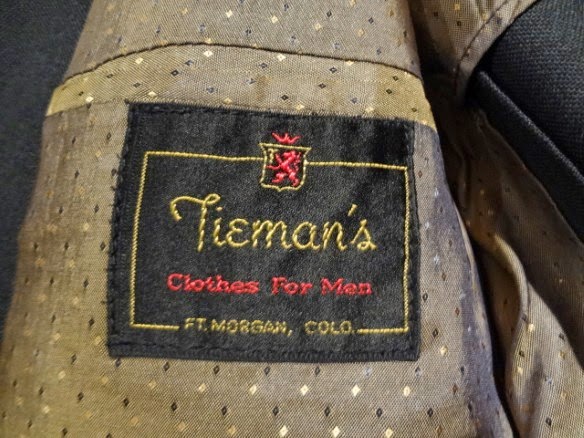 Tieman's
Clothes For Men
FT. MORGAN, COLO.